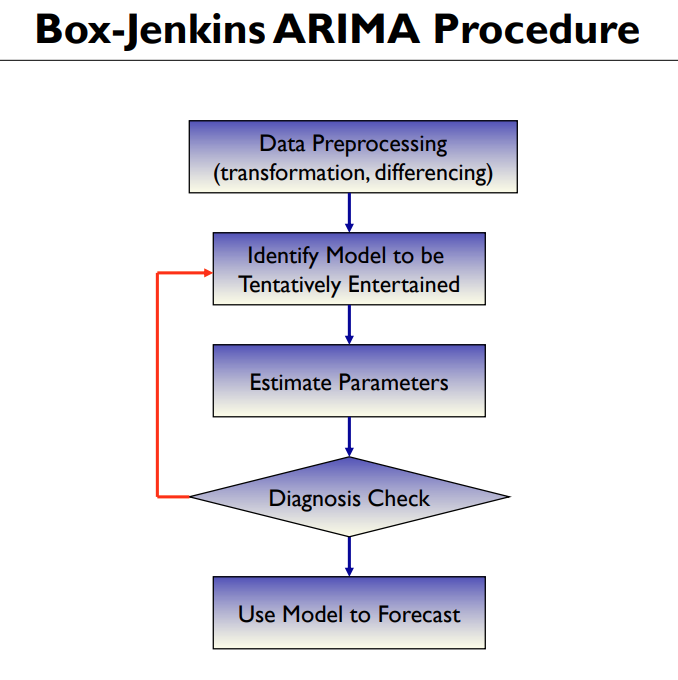 Box-Jenkins ARIMA Procedure
Data Preprocessing
(transformation, differencing)
Identify Model to be
Tentatively Entertained
Estimate Parameters
Diagnosis Check
Use Model to Forecast